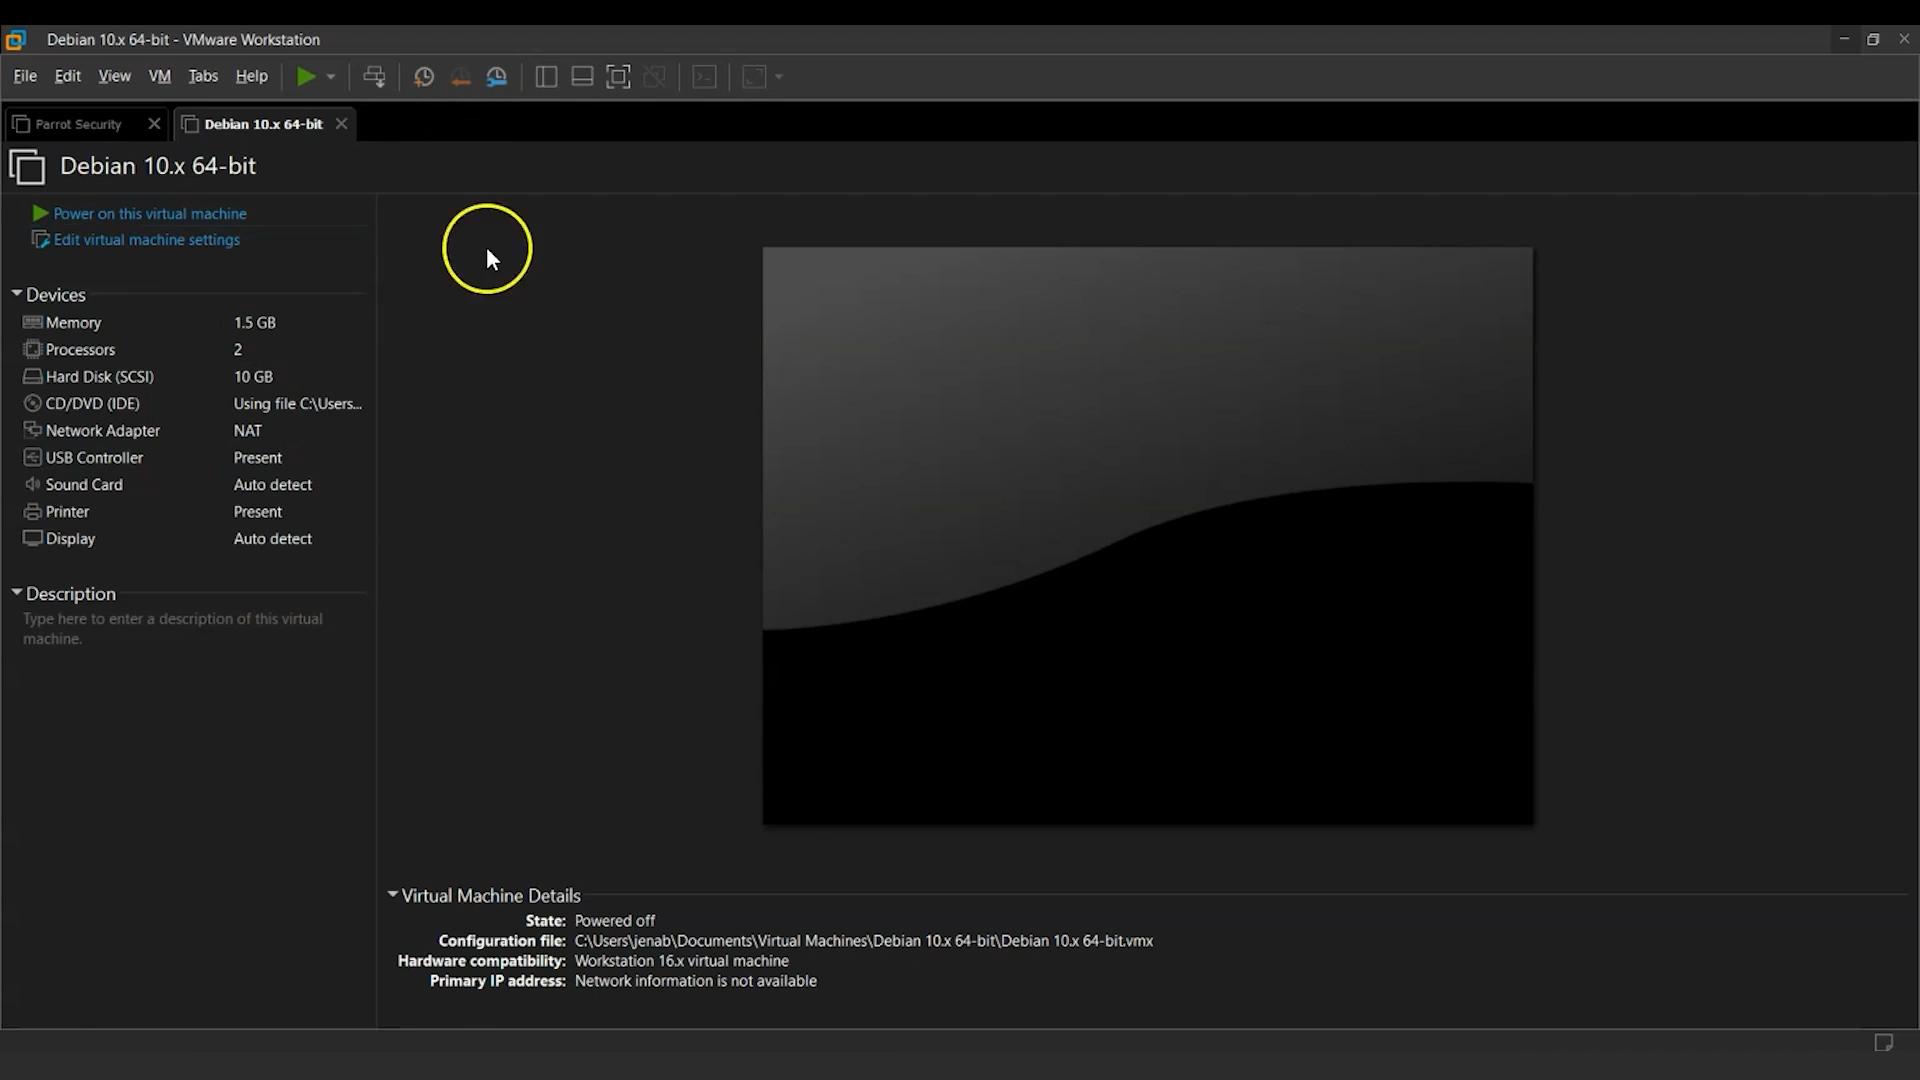 Debian 10.x 64-bit - VMware Workstation
File Edit View VM Tabs Help
Parrot Security Debian 10.x 64-bit
Debian 10.x 64-bit
Power on this virtual machine
Edit virtual machine settings
Devices
Memory 1.5 GB
Processors 2
Hard Disk (SCSI) 10 GB
CD/DVD (IDE) Using file C:\Users...
Network Adapter NAT
USB Controller Present
Sound Card Auto detect
Printer Present
Display Auto detect
Description
Type here to enter a description of this virtual
machine.
Virtual Machine Details
State: Powered off
Configuration file: C:\Users\jenab\Documents\Virtual Machines\Debian 10.x 64-bit\Debian 10.x 64-bit.vmx
Hardware compatibility: Workstation 16.x virtual machine
Primary IP address: Network information is not available